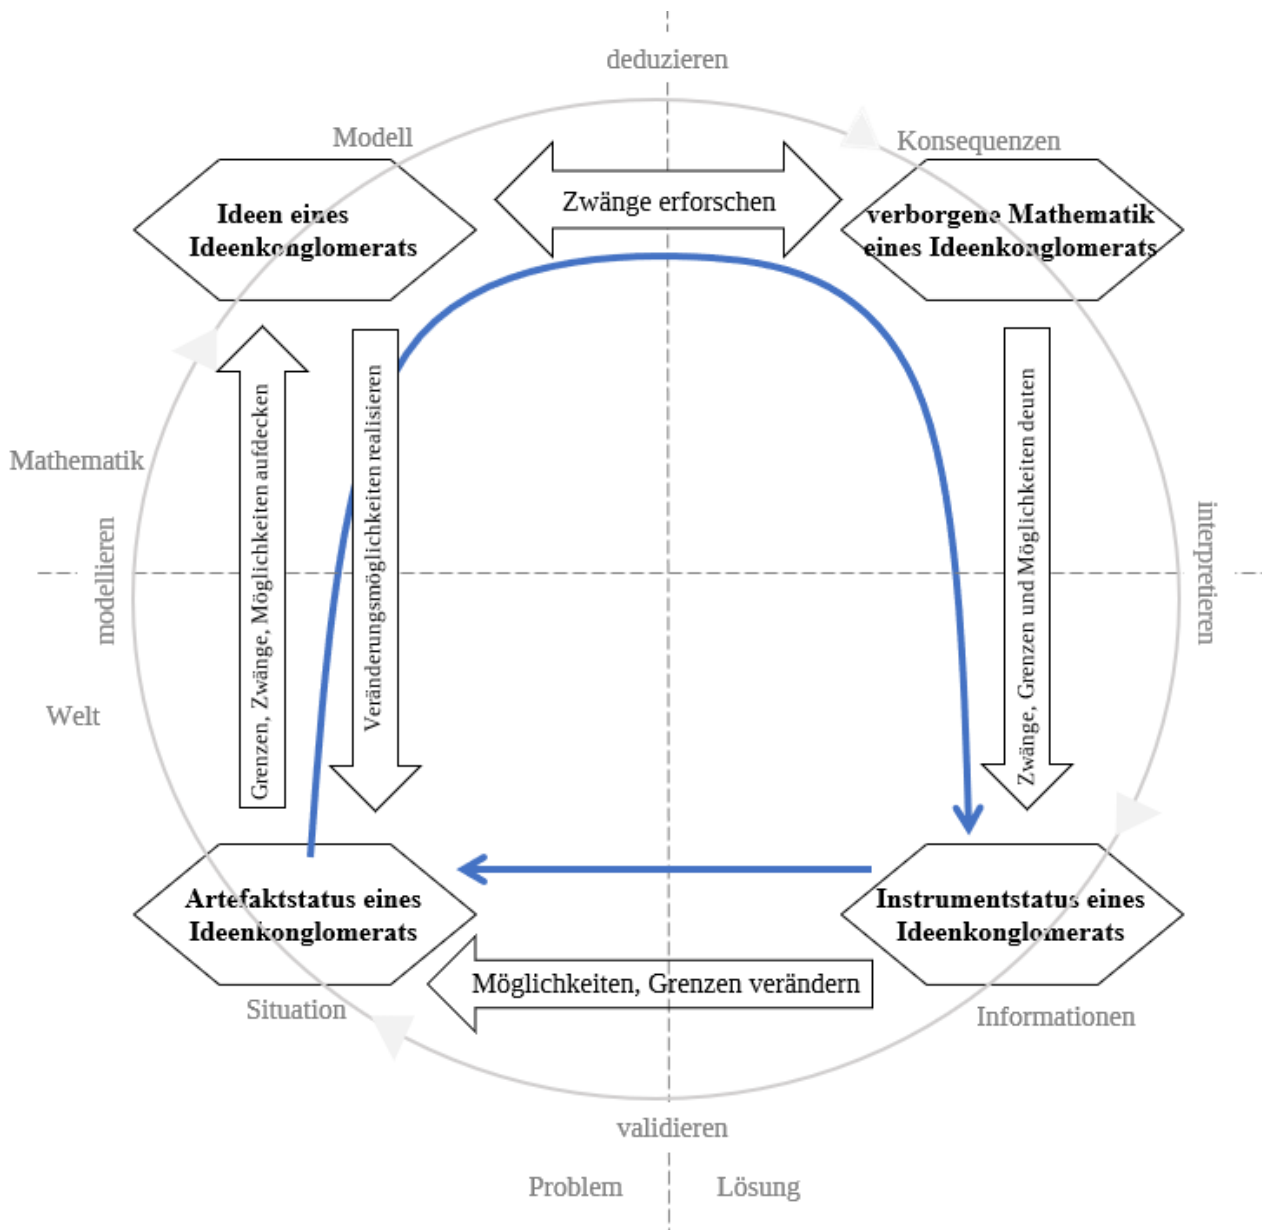 deduzieren
Modell
Konsequenzen
Ideen eines
Ideenkonglomerats
Zwänge erforschen
verborgene Mathematik
eines Ideenkonglomerats
Grenzen, Zwänge, Möglichkeiten aufdecken
Veränderungsmöglichkeiten realisieren
Zwänge, Grenzen und Möglichkeiten deuten
Mathematik
modellieren
interpretieren
Welt
Artefaktstatus eines
Ideenkonglomerats
Instrumentstatus eines
Ideenkonglomerats
Möglichkeiten, Grenzen verändern
Situation
Informationen
validieren
Problem
Lösung